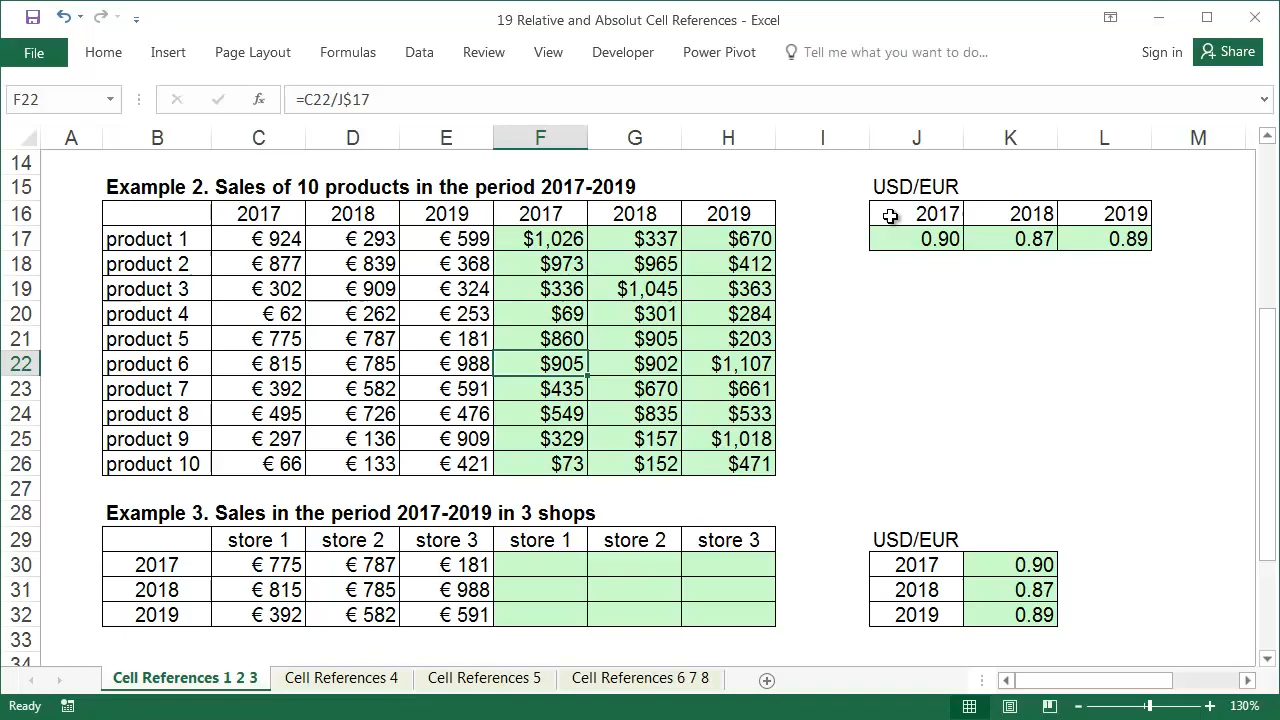 19 Relative and Absolut Cell References - Excel
File Home Insert Page Layout Formulas Data Review View Developer Power Pivot Tell me what you want to do... Sign in Share
F22 fx =C22/J$17
A B C D E F G H I J K L M
14
15 Example 2. Sales of 10 products in the period 2017-2019 USD/EUR
16 2017 2018 2019 2017 2018 2019 2017 2018 2019
17 product 1 € 924 € 293 € 599 $1,026 $337 $670 0.90 0.87 0.89
18 product 2 € 877 € 839 € 368 $973 $965 $412
19 product 3 € 302 € 909 € 324 $336 $1,045 $363
20 product 4 € 62 € 262 € 253 $69 $301 $284
21 product 5 € 775 € 787 € 181 $860 $905 $203
22 product 6 € 815 € 785 € 988 $905 $902 $1,107
23 product 7 € 392 € 582 € 591 $435 $670 $661
24 product 8 € 495 € 726 € 476 $549 $835 $533
25 product 9 € 297 € 136 € 909 $329 $157 $1,018
26 product 10 € 66 € 133 € 421 $73 $152 $471
27
28 Example 3. Sales in the period 2017-2019 in 3 shops
29 store 1 store 2 store 3 store 1 store 2 store 3 USD/EUR
30 2017 € 775 € 787 € 181 2017 0.90
31 2018 € 815 € 785 € 988 2018 0.87
32 2019 € 392 € 582 € 591 2019 0.89
33
34
Cell References 1 2 3 Cell References 4 Cell References 5 Cell References 6 7 8
Ready 130%